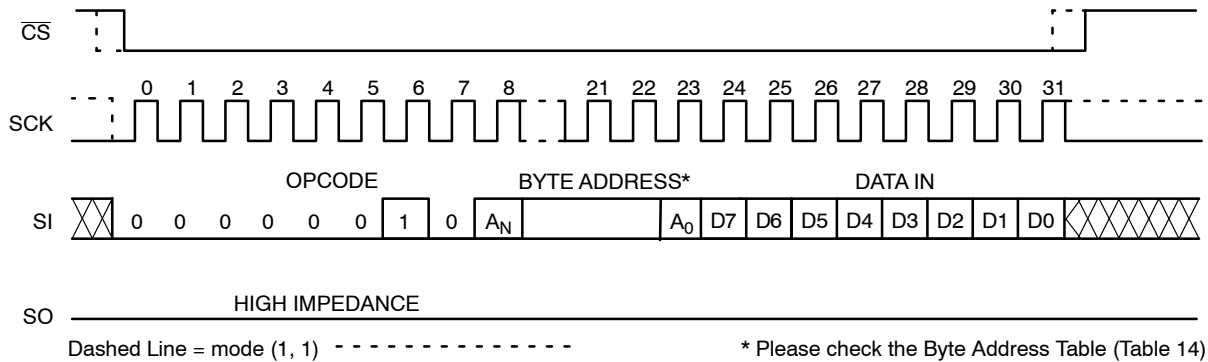 CS
0 1 2 3 4 5 6 7 8 21 22 23 24 25 26 27 28 29 30 31
SCK
OPCODE BYTE ADDRESS* DATA IN
SI 0 0 0 0 0 0 1 0 AN A0 D7 D6 D5 D4 D3 D2 D1 D0
HIGH IMPEDANCE
SO
Dashed Line = mode (1, 1) * Please check the Byte Address Table (Table 14)